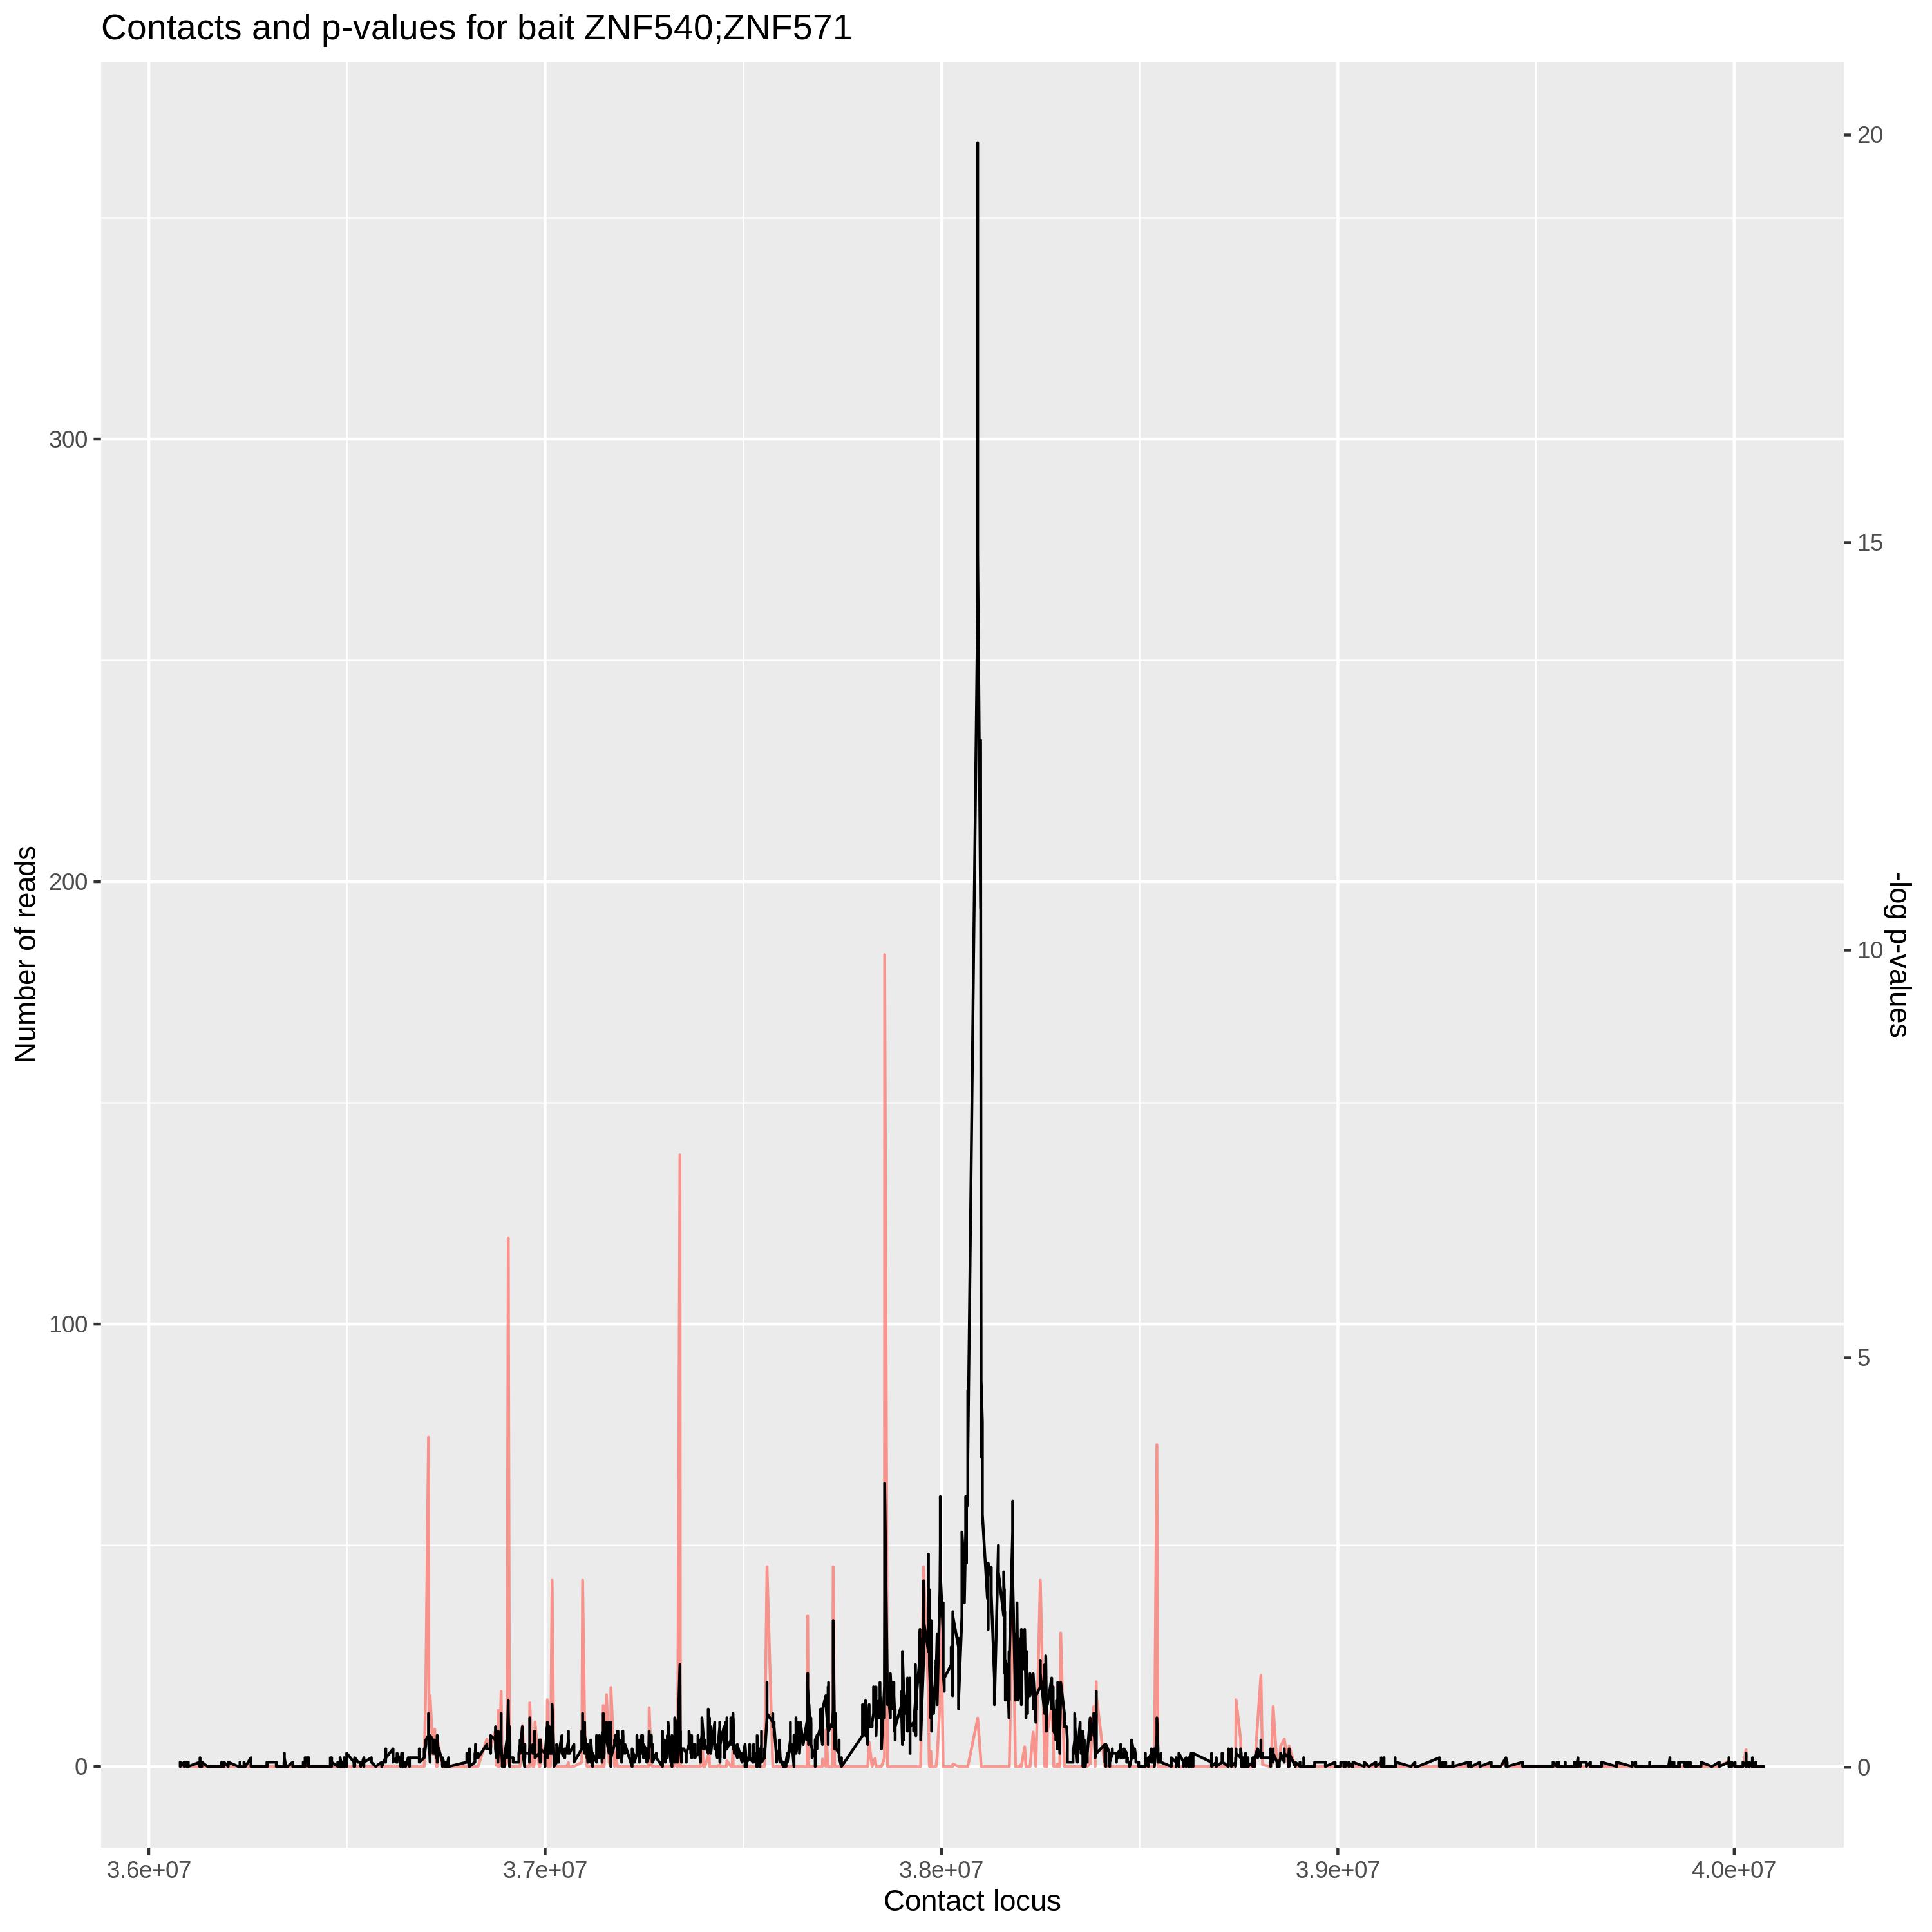 Contacts and p-values for bait ZNF540;ZNF571
Number of reads
300
200
100
0
20
15
10
5
0
-log p-values
3.6e+07
3.7e+07
3.8e+07
3.9e+07
4.0e+07
Contact locus